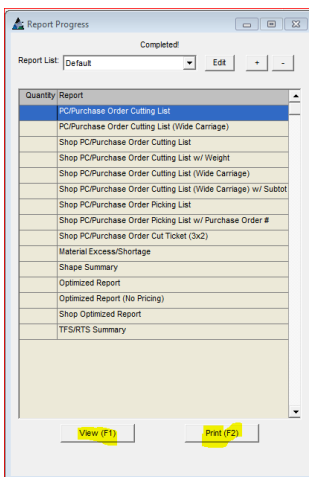 Report Progress
Completed!
Report List: Default Edit + -
Quantity Report
PC/Purchase Order Cutting List
PC/Purchase Order Cutting List (Wide Carriage)
Shop PC/Purchase Order Cutting List
Shop PC/Purchase Order Cutting List w/ Weight
Shop PC/Purchase Order Cutting List (Wide Carriage)
Shop PC/Purchase Order Cutting List (Wide Carriage) w/ Subtot
Shop PC/Purchase Order Picking List
Shop PC/Purchase Order Picking List w/ Purchase Order #
Shop PC/Purchase Order Cut Ticket (3x2)
Material Excess/Shortage
Shape Summary
Optimized Report
Optimized Report (No Pricing)
Shop Optimized Report
TFS/RTS Summary
View (F1) Print (F2)